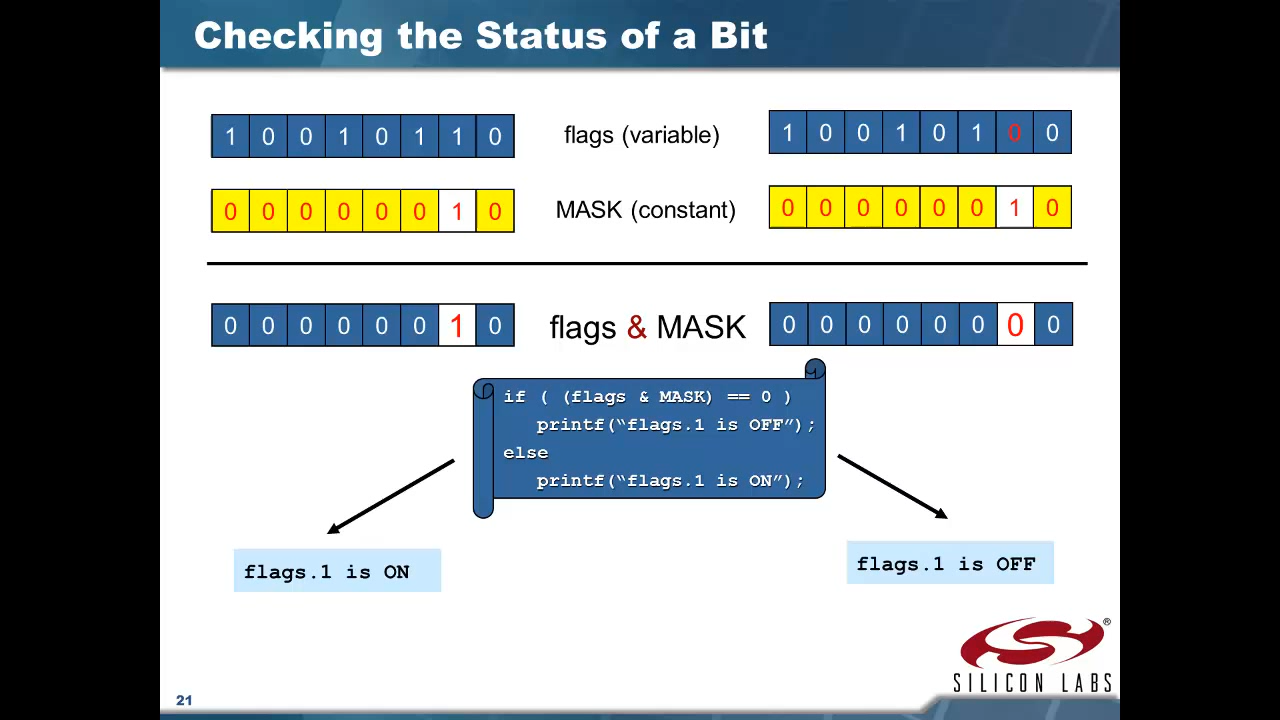 Checking the Status of a Bit
1 0 0 1 0 1 1 0 flags (variable) 1 0 0 1 0 1 0 0
0 0 0 0 0 0 1 0 MASK (constant) 0 0 0 0 0 0 1 0
0 0 0 0 0 0 1 0 flags & MASK 0 0 0 0 0 0 0 0
if ( (flags & MASK) == 0 )
printf(“flags.1 is OFF”);
else
printf(“flags.1 is ON”);
flags.1 is ON
flags.1 is OFF
®
SILICON LABS
21